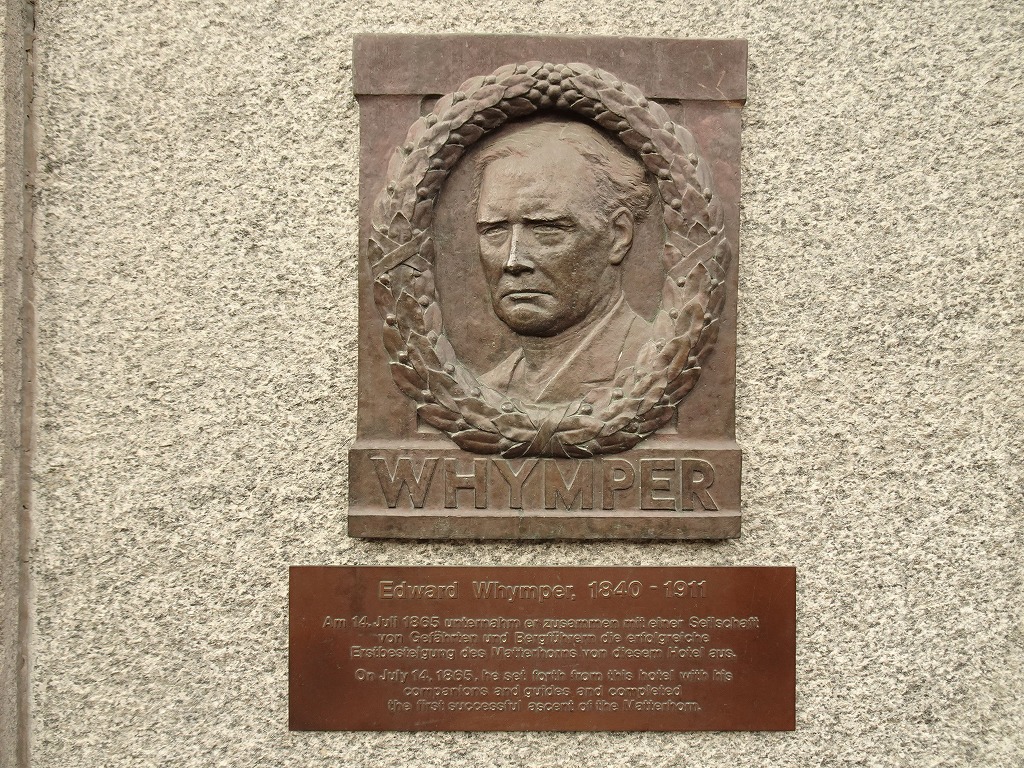 WHYMPER
Edward Whymper, 1840 - 1911
Am 14. Juli 1865 unternahm er zusammen mit einer Seilschaft
von Gefährten und Bergführern die erfolgreiche
Erstbesteigung des Matterhorns von diesem Hotel aus.
On July 14, 1865, he set forth from this hotel with his
companions and guides and completed
the first successful ascent of the Matterhorn.